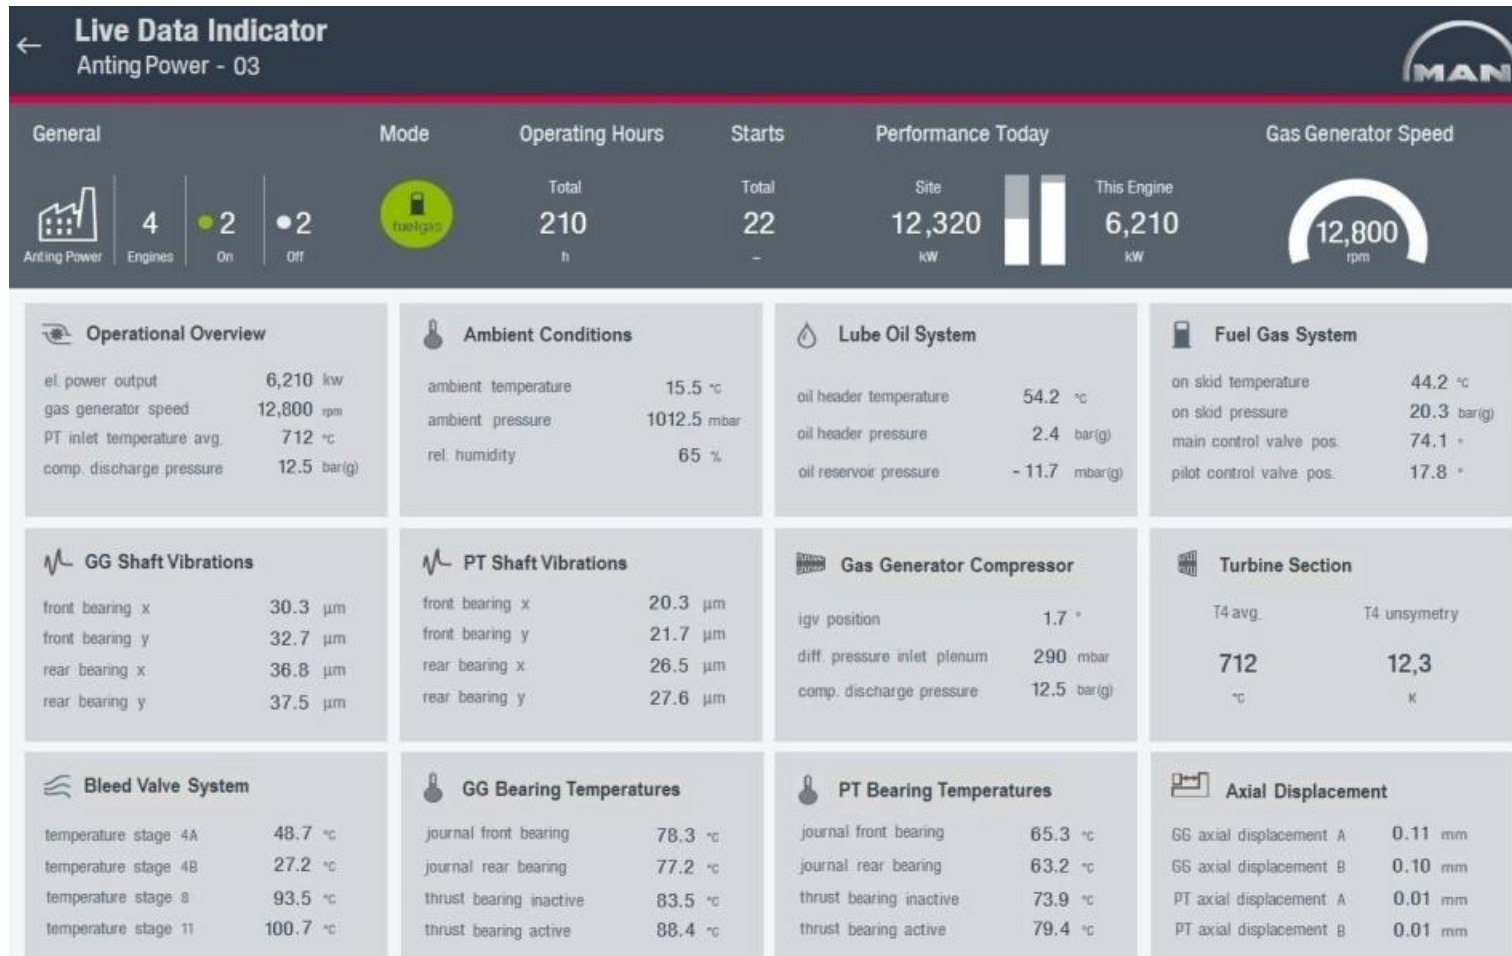 Live Data Indicator
Anting Power - 03
MAN
General
Mode
Operating Hours
Starts
Performance Today
Gas Generator Speed
Anting Power
4
Engines
2
On
2
Off
fuelgas
Total
210
h
Total
22
-
Site
12,320
kW
This Engine
6,210
kW
12,800
rpm
Operational Overview
el. power output 6,210 kw
gas generator speed 12,800 rpm
PT inlet temperature avg. 712 °C
comp. discharge pressure 12.5 bar(g)
Ambient Conditions
ambient temperature 15.5 °C
ambient pressure 1012.5 mbar
rel. humidity 65 %
Lube Oil System
oil header temperature 54.2 °C
oil header pressure 2.4 bar(g)
oil reservoir pressure - 11.7 mbar(g)
Fuel Gas System
on skid temperature 44.2 °C
on skid pressure 20.3 bar(g)
main control valve pos. 74.1 °
pilot control valve pos. 17.8 °
GG Shaft Vibrations
front bearing x 30.3 µm
front bearing y 32.7 µm
rear bearing x 36.8 µm
rear bearing y 37.5 µm
PT Shaft Vibrations
front bearing x 20.3 µm
front bearing y 21.7 µm
rear bearing x 26.5 µm
rear bearing y 27.6 µm
Gas Generator Compressor
igv position 1.7 °
diff. pressure inlet plenum 290 mbar
comp. discharge pressure 12.5 bar(g)
Turbine Section
T4 avg. T4 unsymetry
712 12,3
°C K
Bleed Valve System
temperature stage 4A 48.7 °C
temperature stage 4B 27.2 °C
temperature stage 8 93.5 °C
temperature stage 11 100.7 °C
GG Bearing Temperatures
journal front bearing 78.3 °C
journal rear bearing 77.2 °C
thrust bearing inactive 83.5 °C
thrust bearing active 88.4 °C
PT Bearing Temperatures
journal front bearing 65.3 °C
journal rear bearing 63.2 °C
thrust bearing inactive 73.9 °C
thrust bearing active 79.4 °C
Axial Displacement
GG axial displacement A 0.11 mm
GG axial displacement B 0.10 mm
PT axial displacement A 0.01 mm
PT axial displacement B 0.01 mm